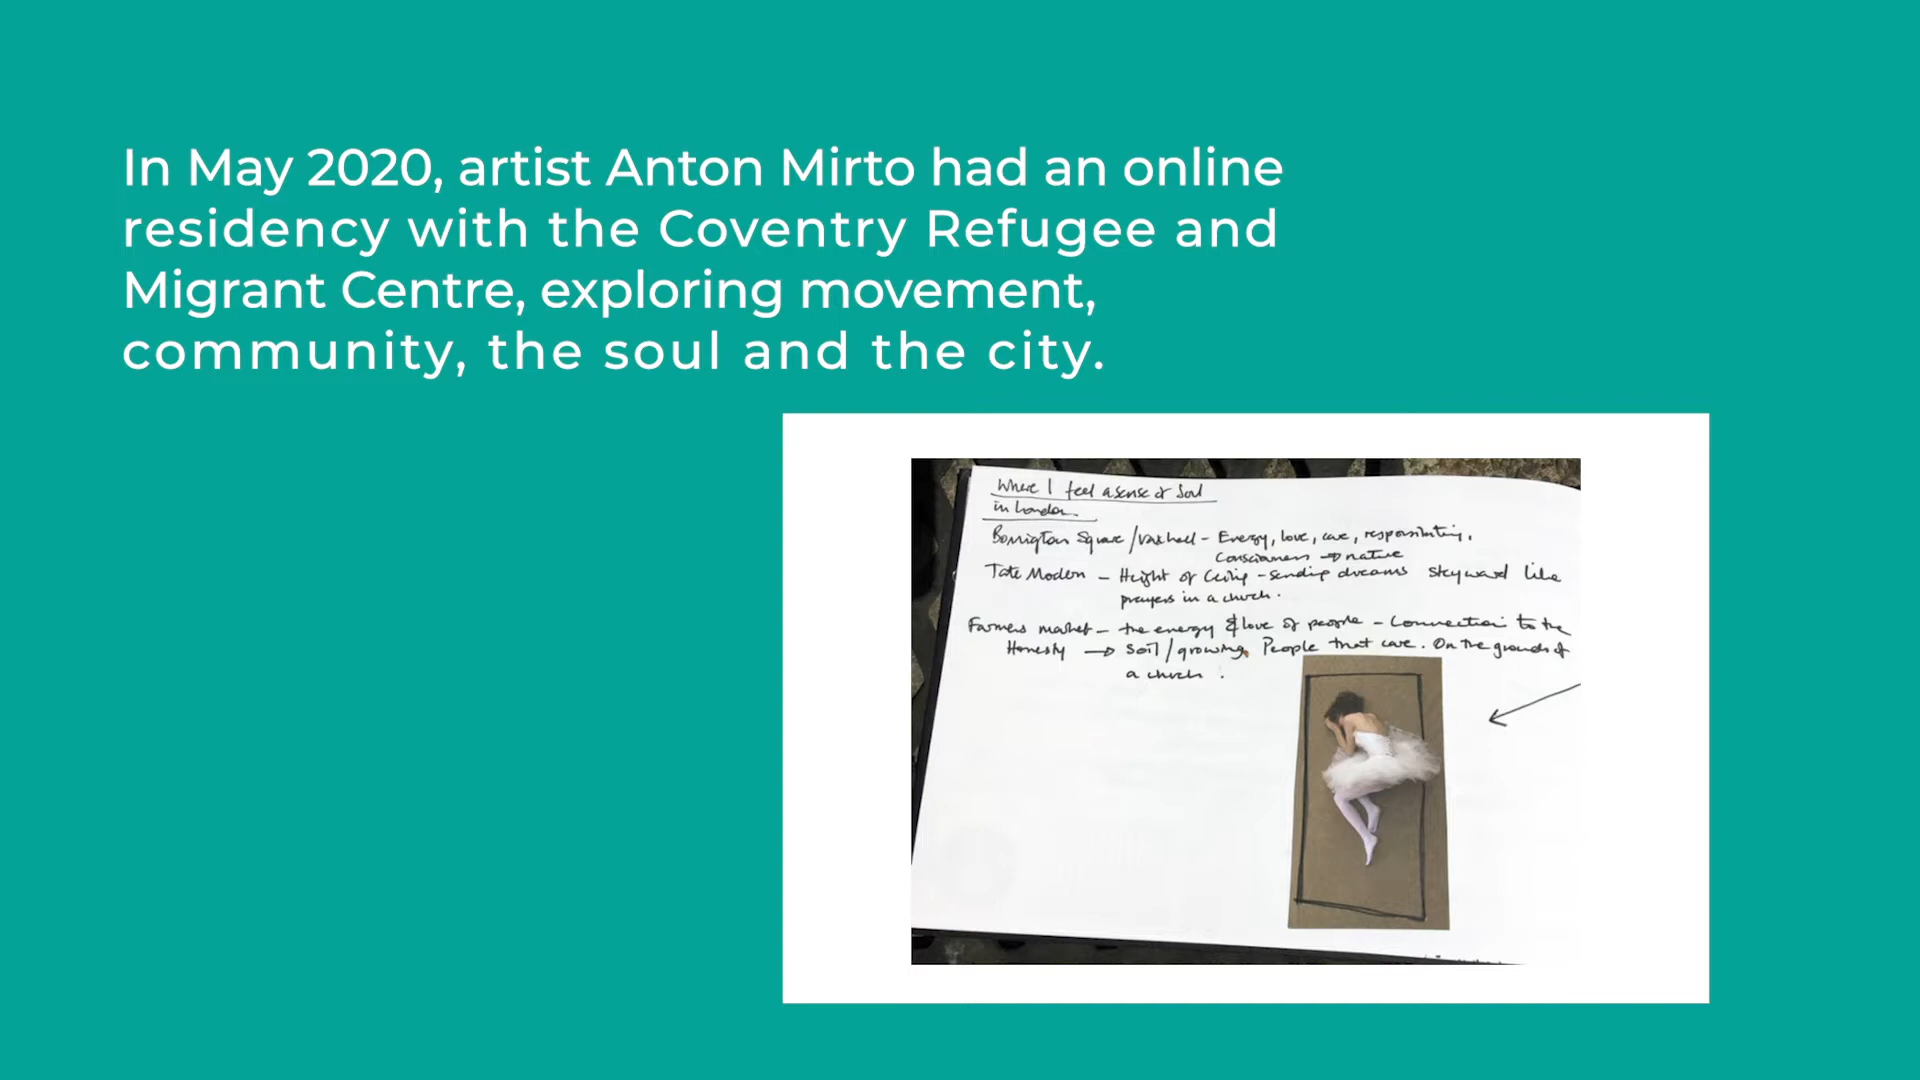 In May 2020, artist Anton Mirto had an online
residency with the Coventry Refugee and
Migrant Centre, exploring movement,
community, the soul and the city.
Where I feel a sense of Soul
in London
Square / Vauxhall - Energy, love, care, responsibility,
Consciousness → native
Tate Modern - Height of Ceiling - sending dreams skyward like
prayers in a church.
Farmers market - the energy & love of people - Connection to the
Honesty → Soil / growing, People that care. On the grounds of
a church.